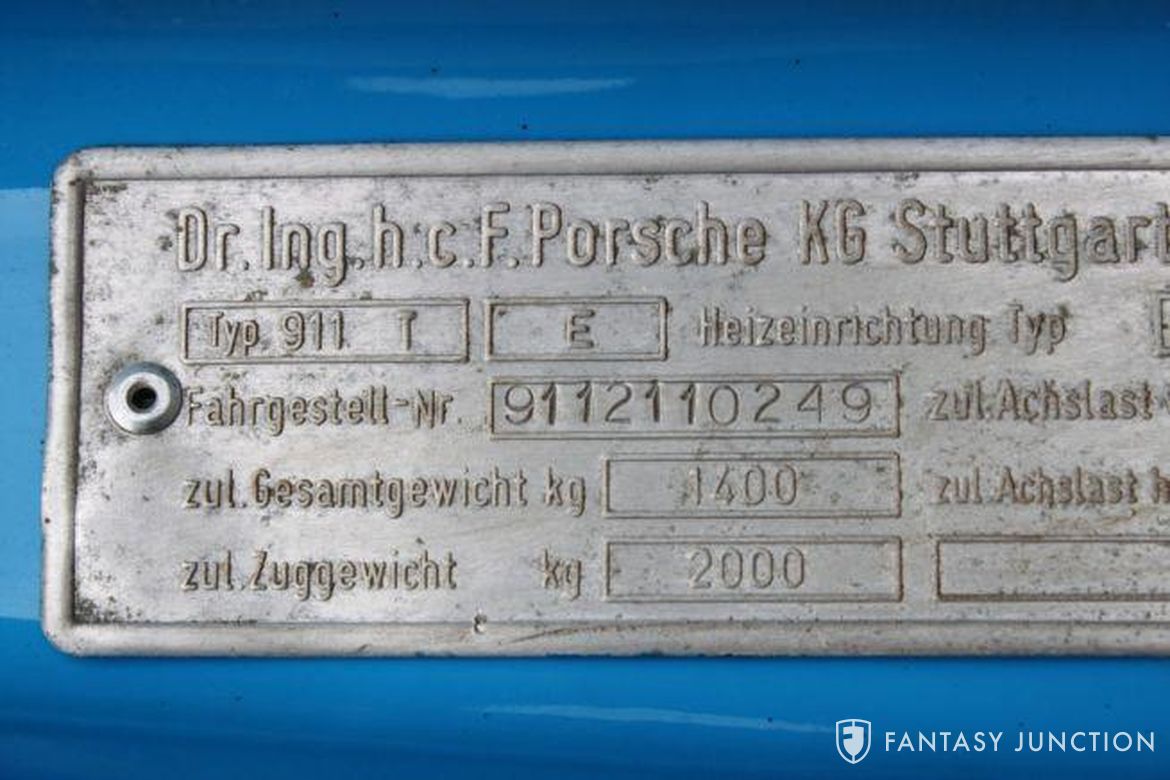 Dr.Ing.h.c.F.Porsche KG Stuttgart
Typ 911 T E Heizeinrichtung Typ
Fahrgestell-Nr. 9112110249 zul.Achslast
zul.Gesamtgewicht kg 1400 zul.Achslast
zul.Zuggewicht kg 2000
FANTASY JUNCTION